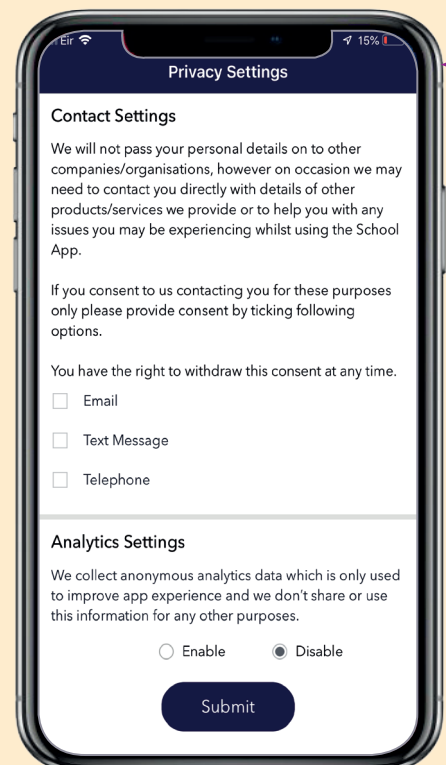 Eir 15%
Privacy Settings
Contact Settings
We will not pass your personal details on to other
companies/organisations, however on occasion we may
need to contact you directly with details of other
products/services we provide or to help you with any
issues you may be experiencing whilst using the School
App.
If you consent to us contacting you for these purposes
only please provide consent by ticking following
options.
You have the right to withdraw this consent at any time.
Email
Text Message
Telephone
Analytics Settings
We collect anonymous analytics data which is only used
to improve app experience and we don't share or use
this information for any other purposes.
Enable Disable
Submit